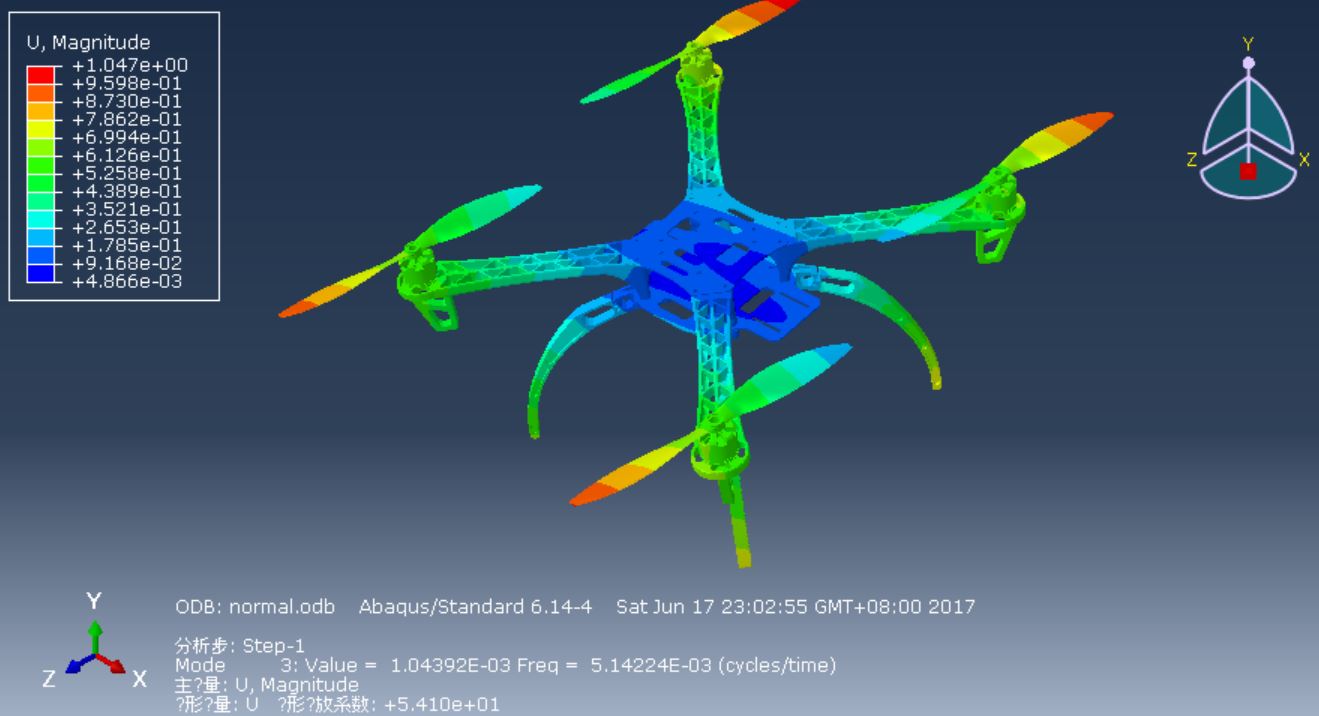 U, Magnitude
+1.047e+00
+9.598e-01
+8.730e-01
+7.862e-01
+6.994e-01
+6.126e-01
+5.258e-01
+4.389e-01
+3.521e-01
+2.653e-01
+1.785e-01
+9.168e-02
+4.866e-03
Y
Z
X
Y
Z
X
ODB: normal.odb Abaqus/Standard 6.14-4 Sat Jun 17 23:02:55 GMT+08:00 2017
分析步: Step-1
Mode 3: Value = 1.04392E-03 Freq = 5.14224E-03 (cycles/time)
主?量: U, Magnitude
?形?量: U ?形?放系数: +5.410e+01